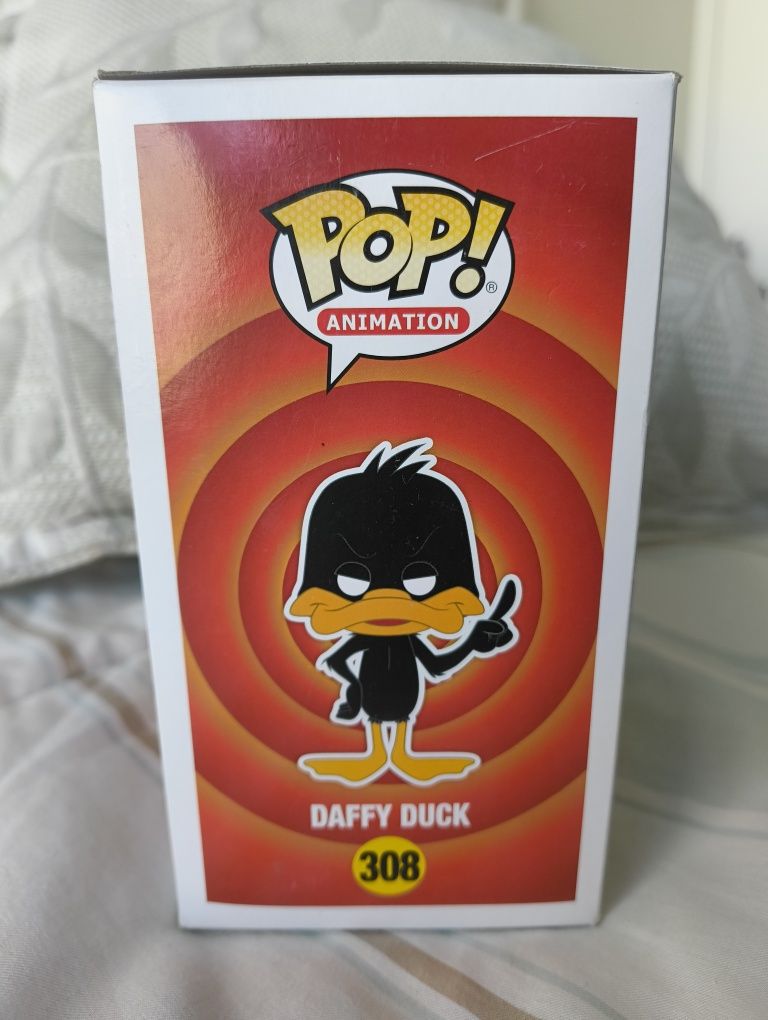 POP!
®
ANIMATION
DAFFY DUCK
308